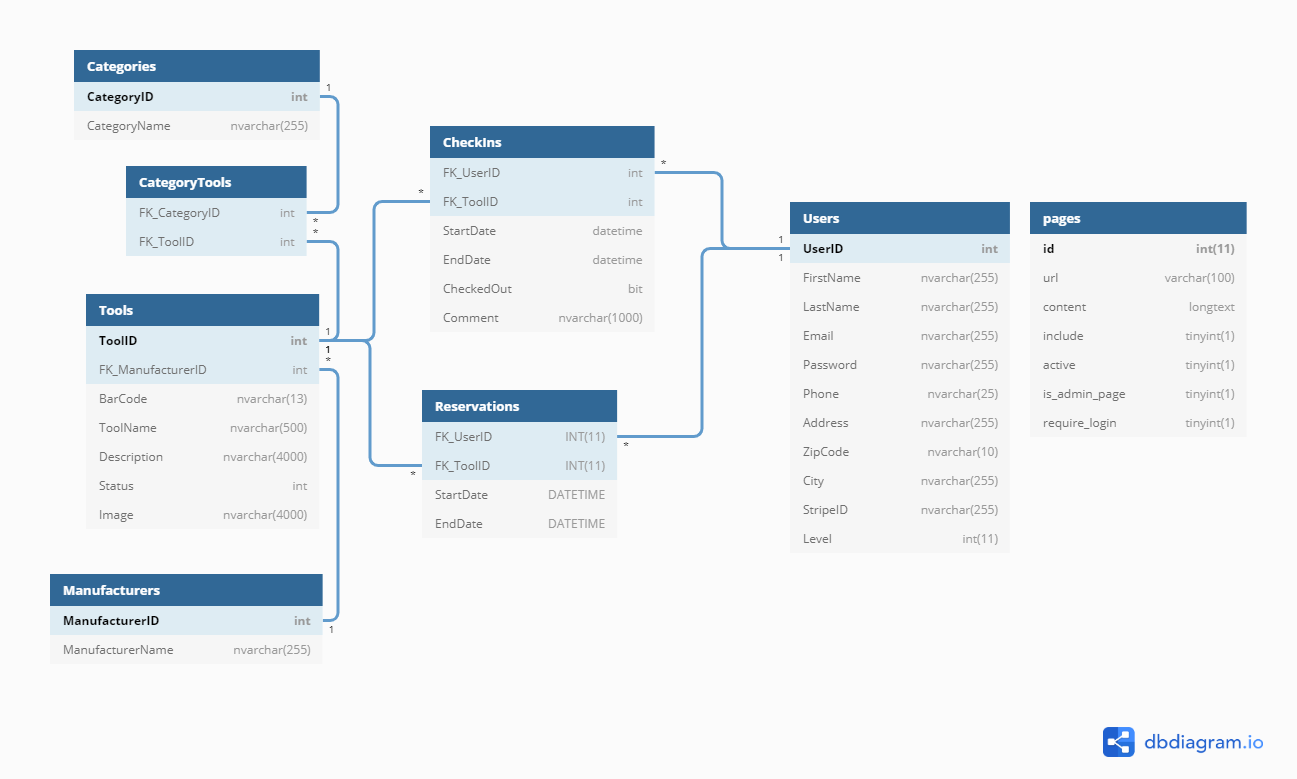 Categories
CategoryID int
CategoryName nvarchar(255)
1
CategoryTools
FK_CategoryID int
FK_ToolID int
*
*
Tools
ToolID int
FK_ManufacturerID int
BarCode nvarchar(13)
ToolName nvarchar(500)
Description nvarchar(4000)
Status int
Image nvarchar(4000)
1
1
*
Manufacturers
ManufacturerID int
ManufacturerName nvarchar(255)
1
CheckIns
FK_UserID int
FK_ToolID int
StartDate datetime
EndDate datetime
CheckedOut bit
Comment nvarchar(1000)
*
*
Reservations
FK_UserID INT(11)
FK_ToolID INT(11)
StartDate DATETIME
EndDate DATETIME
*
*
Users
UserID int
FirstName nvarchar(255)
LastName nvarchar(255)
Email nvarchar(255)
Password nvarchar(255)
Phone nvarchar(25)
Address nvarchar(255)
ZipCode nvarchar(10)
City nvarchar(255)
StripeID nvarchar(255)
Level int(11)
1
1
pages
id int(11)
url varchar(100)
content longtext
include tinyint(1)
active tinyint(1)
is_admin_page tinyint(1)
require_login tinyint(1)
dbdiagram.io